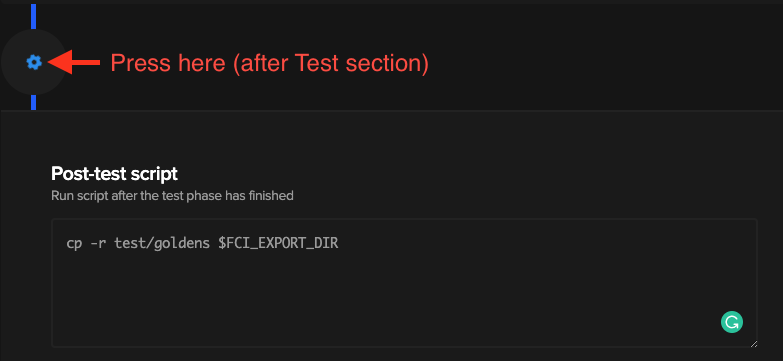 Press here (after Test section)
Post-test script
Run script after the test phase has finished
cp -r test/goldens $FCI_EXPORT_DIR